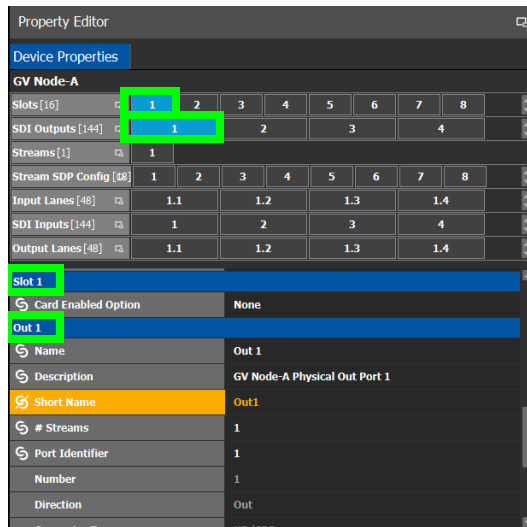 Property Editor
Device Properties
GV Node-A
Slots [16] 1 2 3 4 5 6 7 8
SDI Outputs [144] 1 2 3 4
Streams [1] 1
Stream SDP Config 1 2 3 4 5 6 7 8
Input Lanes [48] 1.1 1.2 1.3 1.4
SDI Inputs [144] 1 2 3 4
Output Lanes [48] 1.1 1.2 1.3 1.4
Slot 1
Card Enabled Option None
Out 1
Name Out 1
Description GV Node-A Physical Out Port 1
Short Name Out1
# Streams 1
Port Identifier 1
Number 1
Direction Out